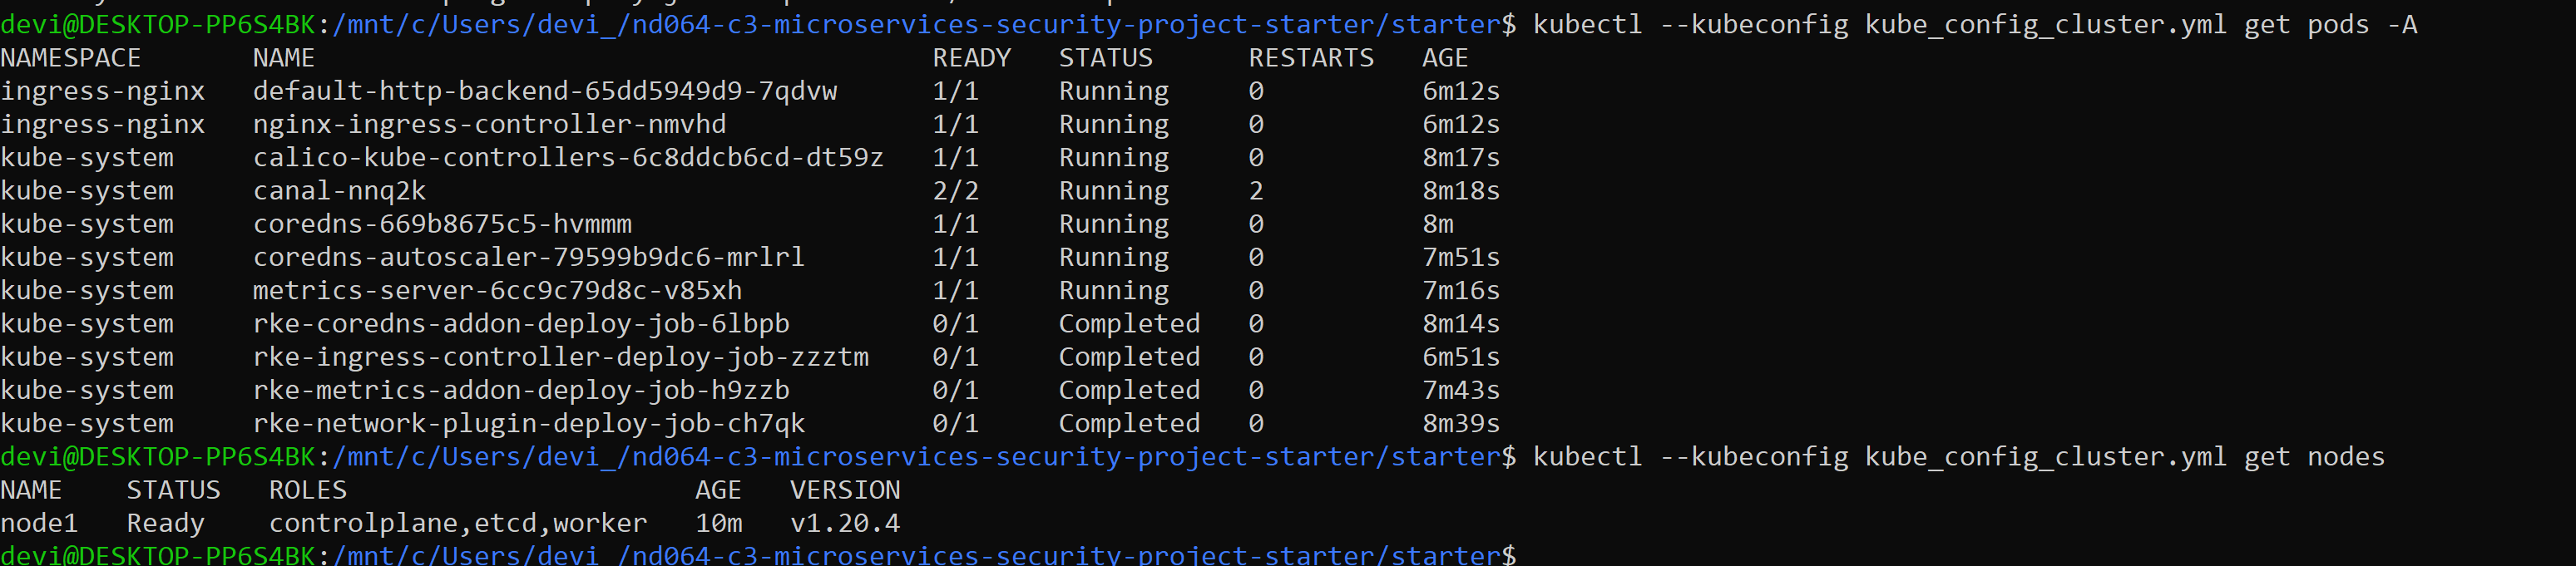 devi@DESKTOP-PP6S4BK:/mnt/c/Users/devi_/nd064-c3-microservices-security-project-starter/starter$ kubectl --kubeconfig kube_config_cluster.yml get pods -A
NAMESPACE NAME READY STATUS RESTARTS AGE
ingress-nginx default-http-backend-65dd5949d9-7qdvw 1/1 Running 0 6m12s
ingress-nginx nginx-ingress-controller-nmvhd 1/1 Running 0 6m12s
kube-system calico-kube-controllers-6c8ddcb6cd-dt59z 1/1 Running 0 8m17s
kube-system canal-nnq2k 2/2 Running 2 8m18s
kube-system coredns-669b8675c5-hvmmm 1/1 Running 0 8m
kube-system coredns-autoscaler-79599b9dc6-mrlrl 1/1 Running 0 7m51s
kube-system metrics-server-6cc9c79d8c-v85xh 1/1 Running 0 7m16s
kube-system rke-coredns-addon-deploy-job-6lbpb 0/1 Completed 0 8m14s
kube-system rke-ingress-controller-deploy-job-zzztm 0/1 Completed 0 6m51s
kube-system rke-metrics-addon-deploy-job-h9zzb 0/1 Completed 0 7m43s
kube-system rke-network-plugin-deploy-job-ch7qk 0/1 Completed 0 8m39s
devi@DESKTOP-PP6S4BK:/mnt/c/Users/devi_/nd064-c3-microservices-security-project-starter/starter$ kubectl --kubeconfig kube_config_cluster.yml get nodes
NAME STATUS ROLES AGE VERSION
node1 Ready controlplane,etcd,worker 10m v1.20.4
devi@DESKTOP-PP6S4BK:/mnt/c/Users/devi_/nd064-c3-microservices-security-project-starter/starter$